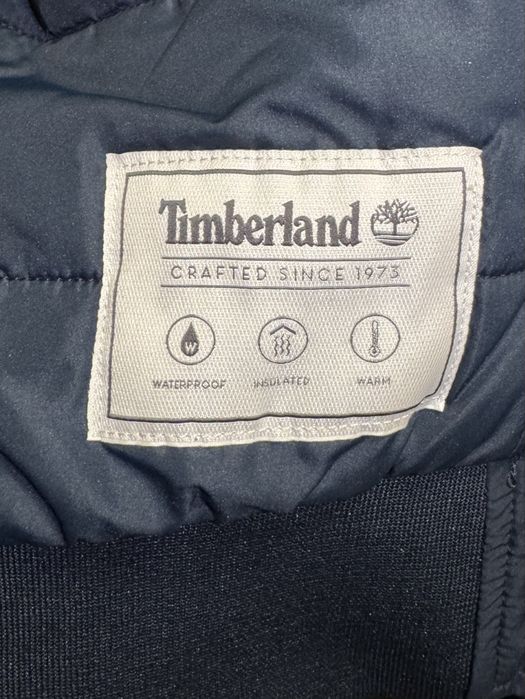 Timberland
CRAFTED SINCE 1973
W
WATERPROOF INSULATED WARM